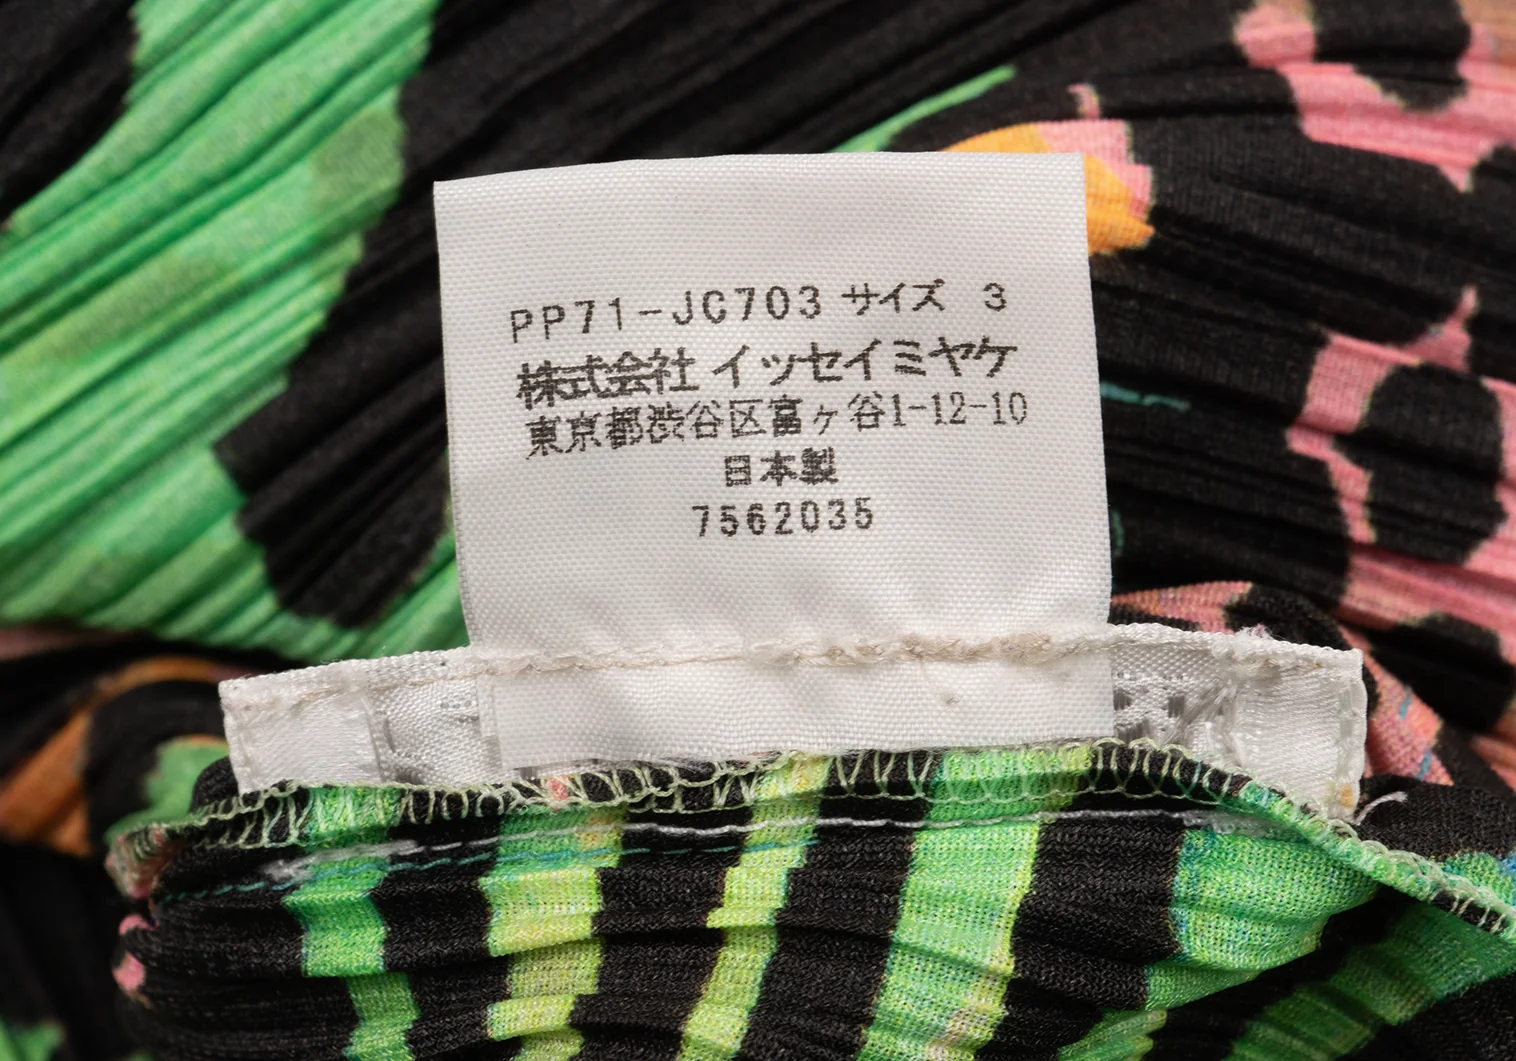 PP71-JC703 サイズ 3
株式会社 イッセイミヤケ
東京都渋谷区富ヶ谷1-12-10
日本製
7562035